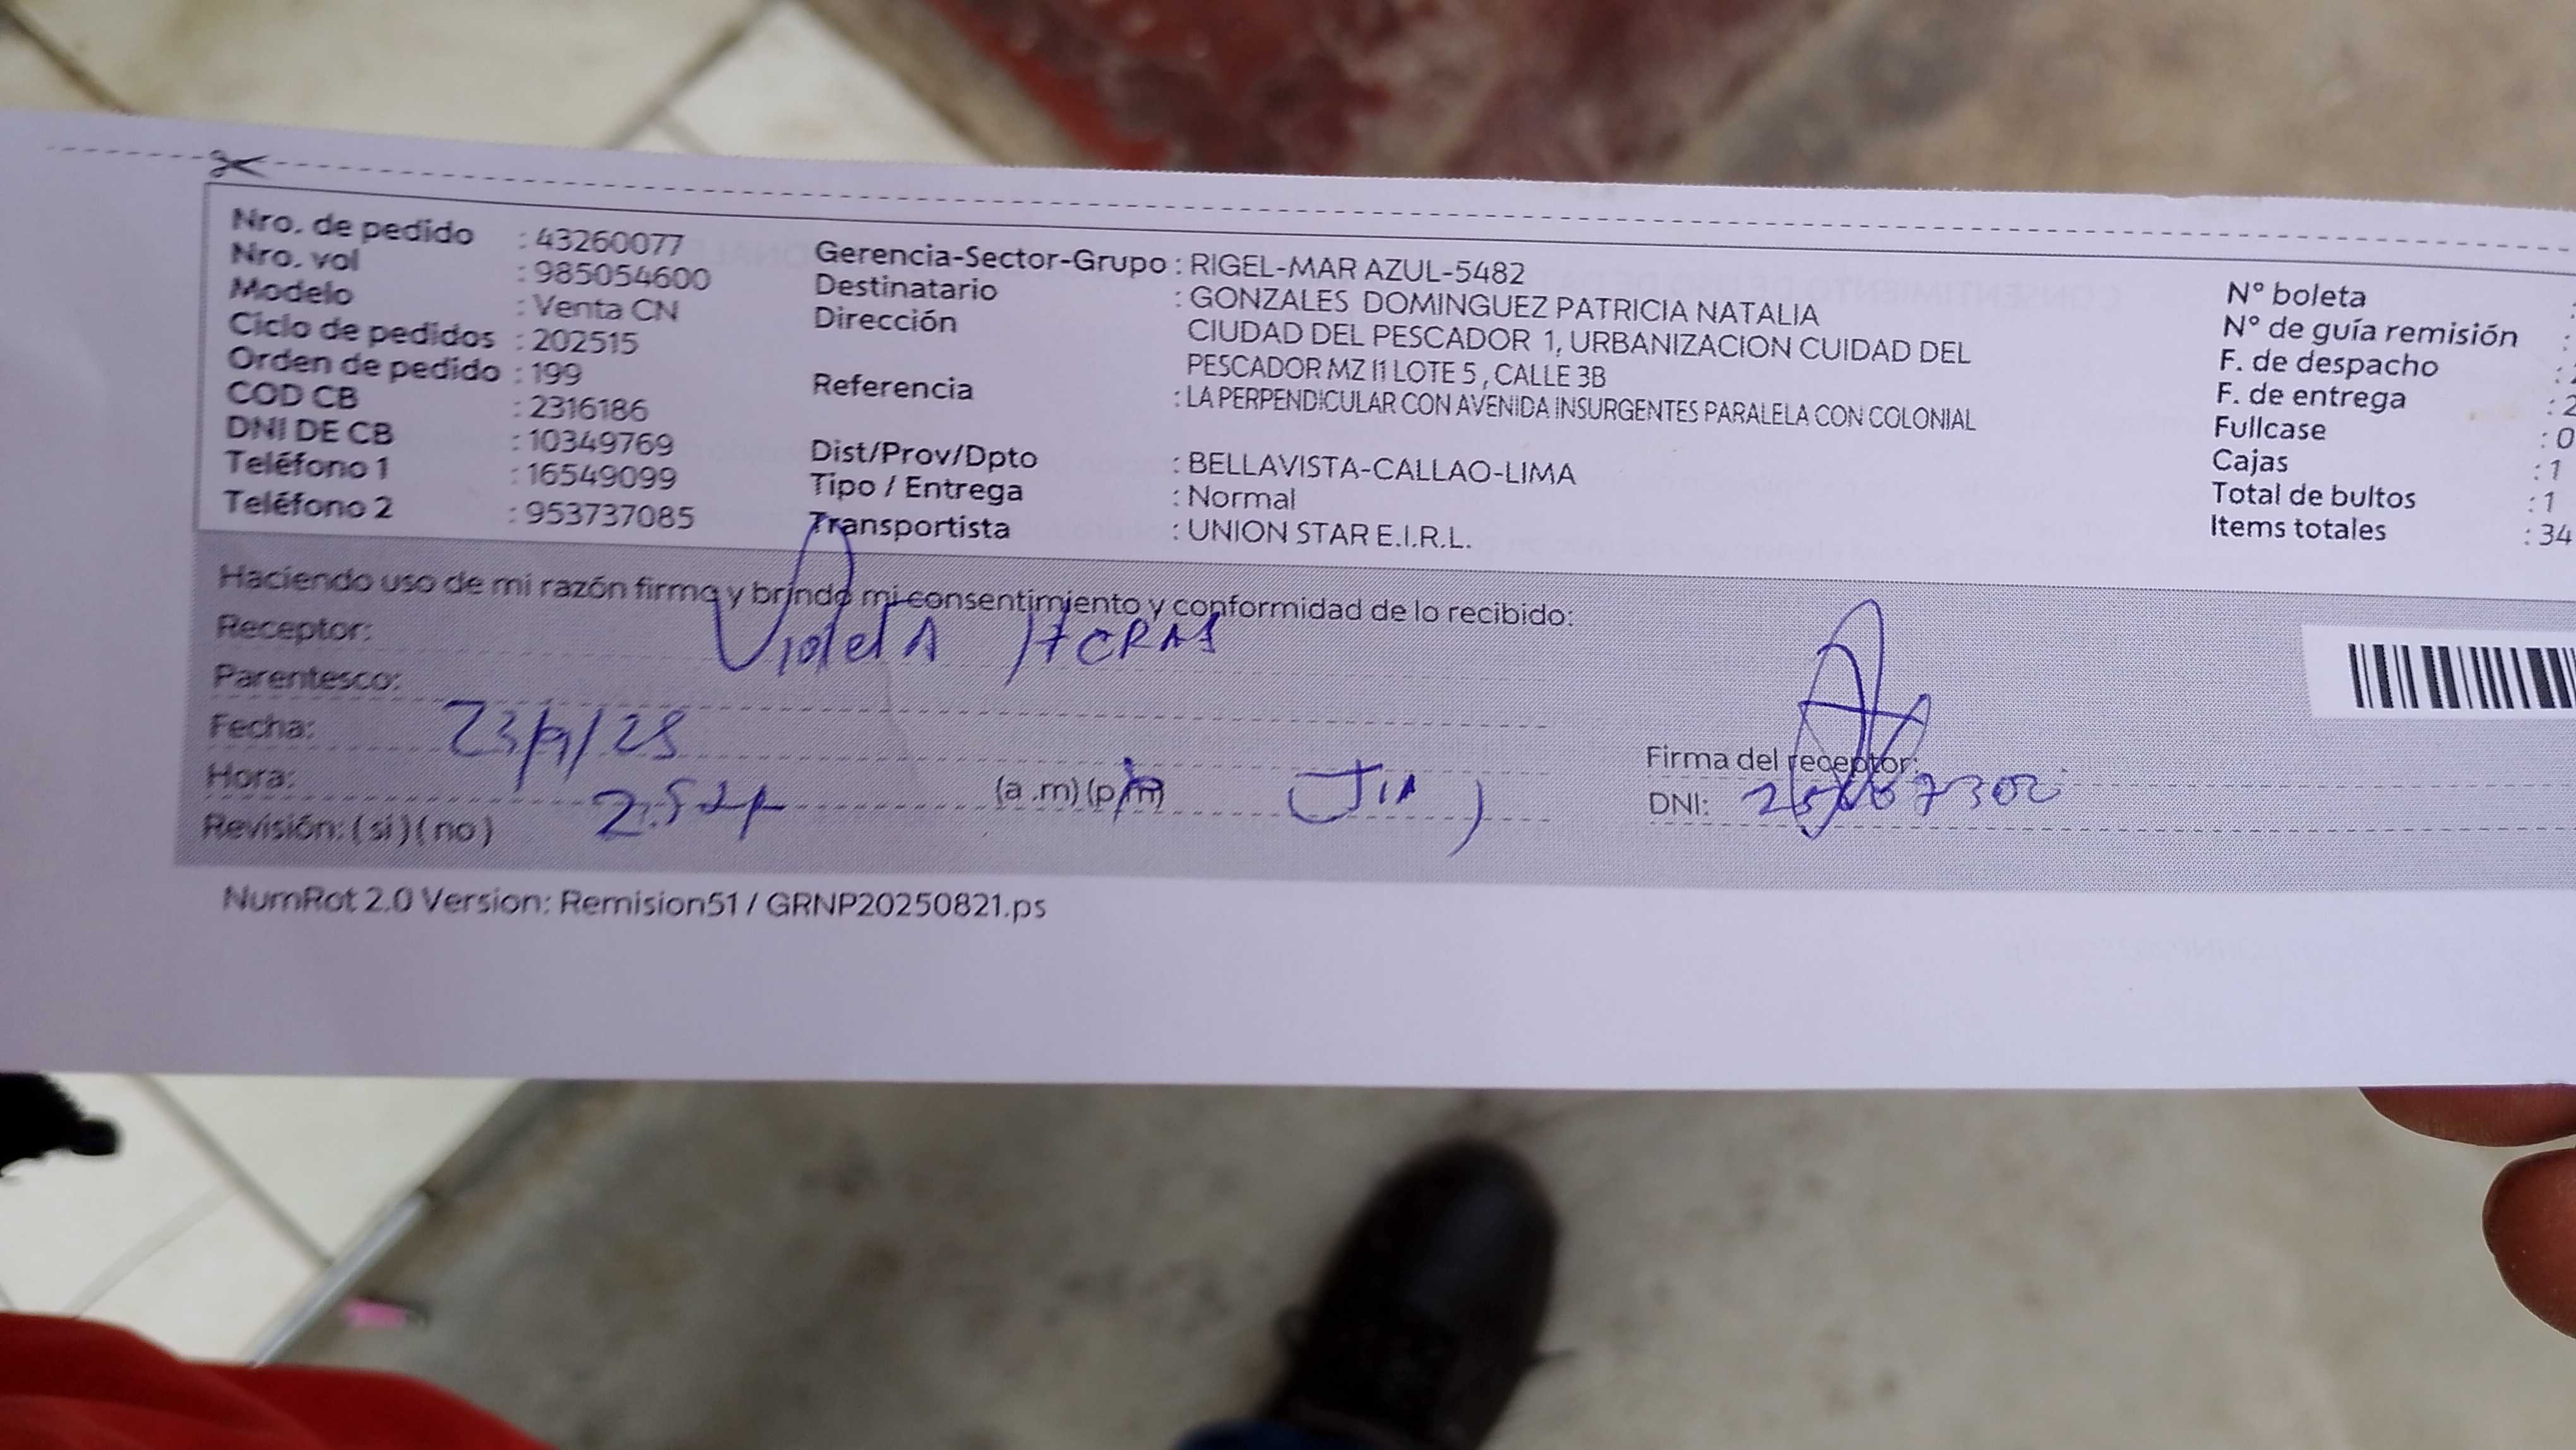 Nro. de pedido : 43260077
Nro. vol : 985054600
Modelo : Venta CN
Ciclo de pedidos : 202515
Orden de pedido : 199
COD CB : 2316186
DNI DE CB : 10349769
Teléfono 1 : 16549099
Teléfono 2 : 953737085
Gerencia-Sector-Grupo : RIGEL-MAR AZUL-5482
Destinatario : GONZALES DOMINGUEZ PATRICIA NATALIA
Dirección CIUDAD DEL PESCADOR 1, URBANIZACION CUIDAD DEL
PESCADOR MZ I1 LOTE 5 , CALLE 3B
Referencia : LA PERPENDICULAR CON AVENIDA INSURGENTES PARALELA CON COLONIAL
Dist/Prov/Dpto : BELLAVISTA-CALLAO-LIMA
Tipo / Entrega : Normal
Transportista : UNION STAR E.I.R.L.
N° boleta :
N° de guía remisión :
F. de despacho :
F. de entrega : 2
Fullcase : 0
Cajas : 1
Total de bultos : 1
Items totales : 34
Haciendo uso de mi razón firmo y brindo mi consentimiento y conformidad de lo recibido:
Receptor: Violeta
Parentesco:
Fecha: 23/9/25
Hora: (a .m) (p.m)
Revisión: ( si ) ( no )
Firma del receptor:
DNI:
NumRot 2.0 Version: Remision51 / GRNP20250821.ps